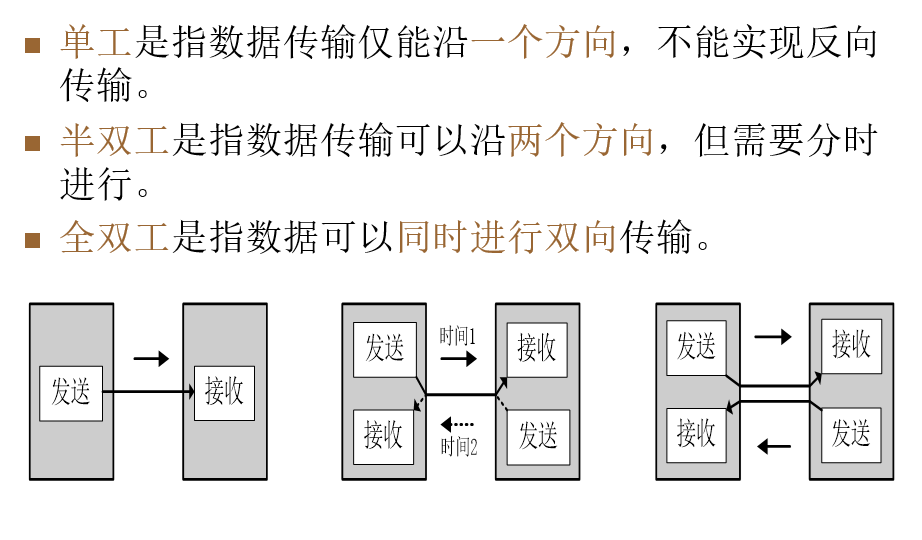 单工是指数据传输仅能沿一个方向，不能实现反向
传输。
半双工是指数据传输可以沿两个方向，但需要分时
进行。
全双工是指数据可以同时进行双向传输。
发送
接收
发送
时间1
接收
接收
时间2
发送
发送
接收
接收
发送